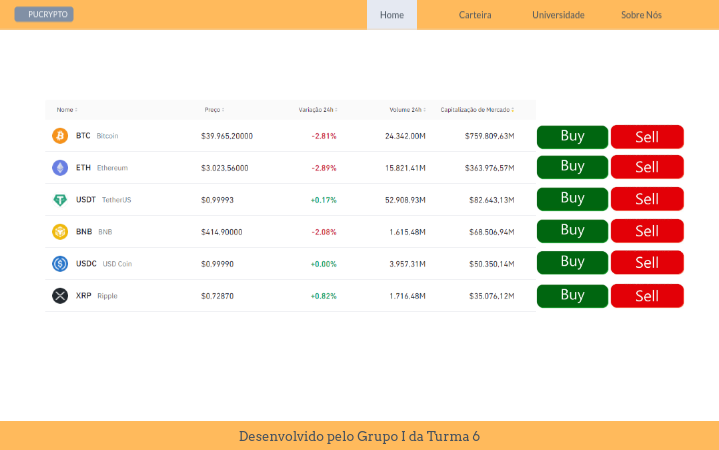 PUCRYPTO Home Carteira Universidade Sobre Nós
Nome Preço Variação 24h Volume 24h Capitalização de Mercado
BTC Bitcoin $39.965,20000 -2.81% 24.342.00M $759.809,63M Buy Sell
ETH Ethereum $3.023,56000 -2,89% 15.821.41M $363.976,57M Buy Sell
USDT TetherUS $0.99993 +0.17% 52.908.93M $82.643,13M Buy Sell
BNB BNB $414.90000 -2,08% 1.615,48M $68.506,94M Buy Sell
USDC USD Coin $0.99990 +0.00% 3.957.31M $50.350,14M Buy Sell
XRP Ripple $0.72870 +0.82% 1.716,48M $35.076,12M Buy Sell
Desenvolvido pelo Grupo I da Turma 6